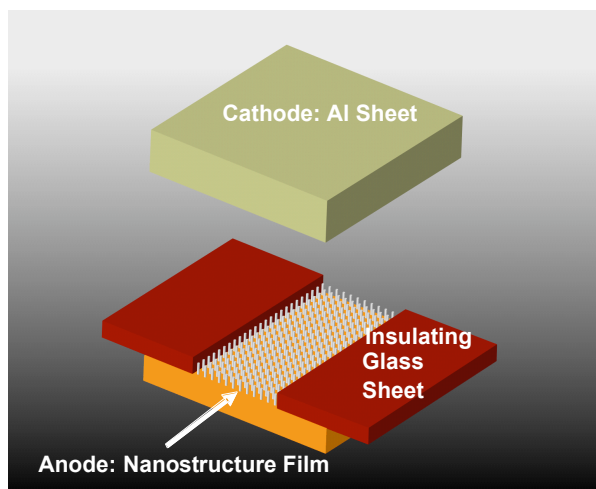 Cathode: Al Sheet
Insulating
Glass
Sheet
Anode: Nanostructure Film